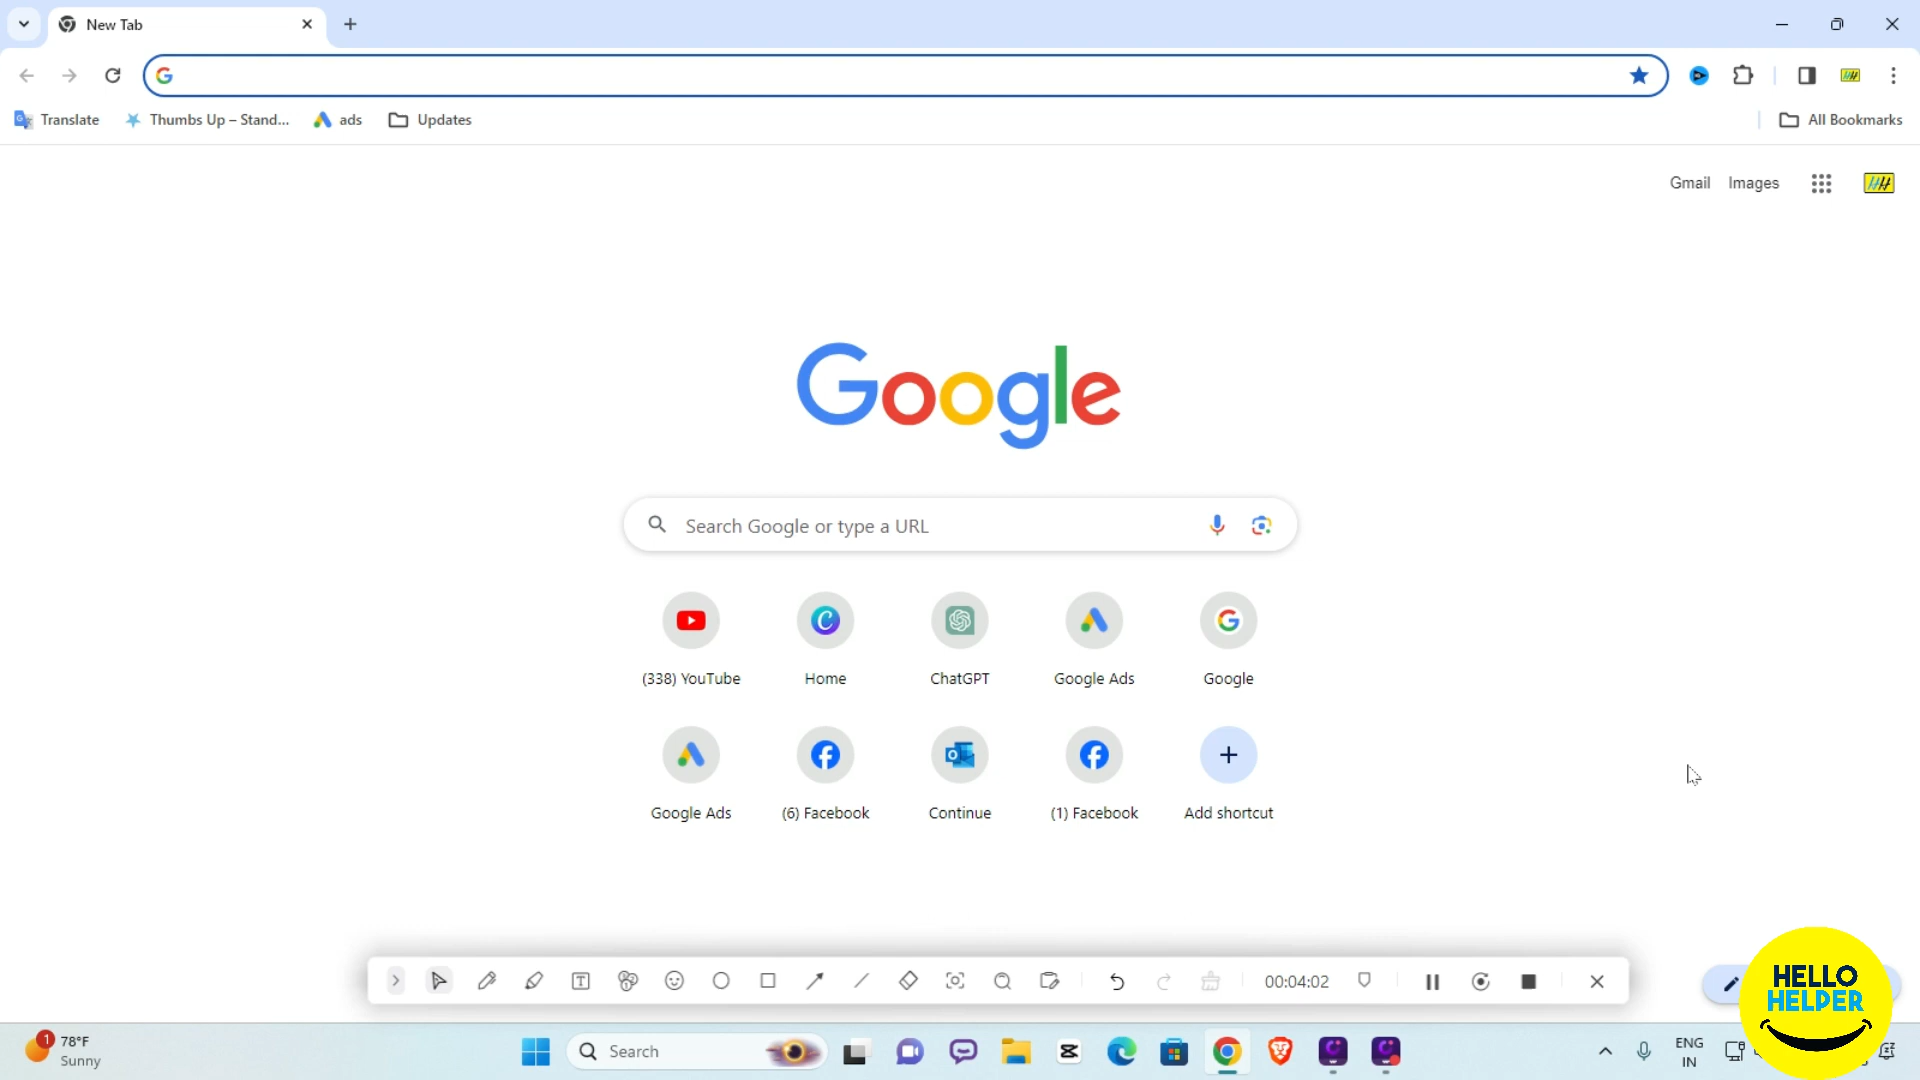 New Tab
Translate
Thumbs Up – Stand...
ads
Updates
All Bookmarks
Gmail
Images
Google
Search Google or type a URL
(338) YouTube
Home
ChatGPT
Google Ads
Google
Google Ads
(6) Facebook
Continue
(1) Facebook
Add shortcut
00:04:02
HELLO
HELPER
1
78°F
Sunny
Search
ENG
IN